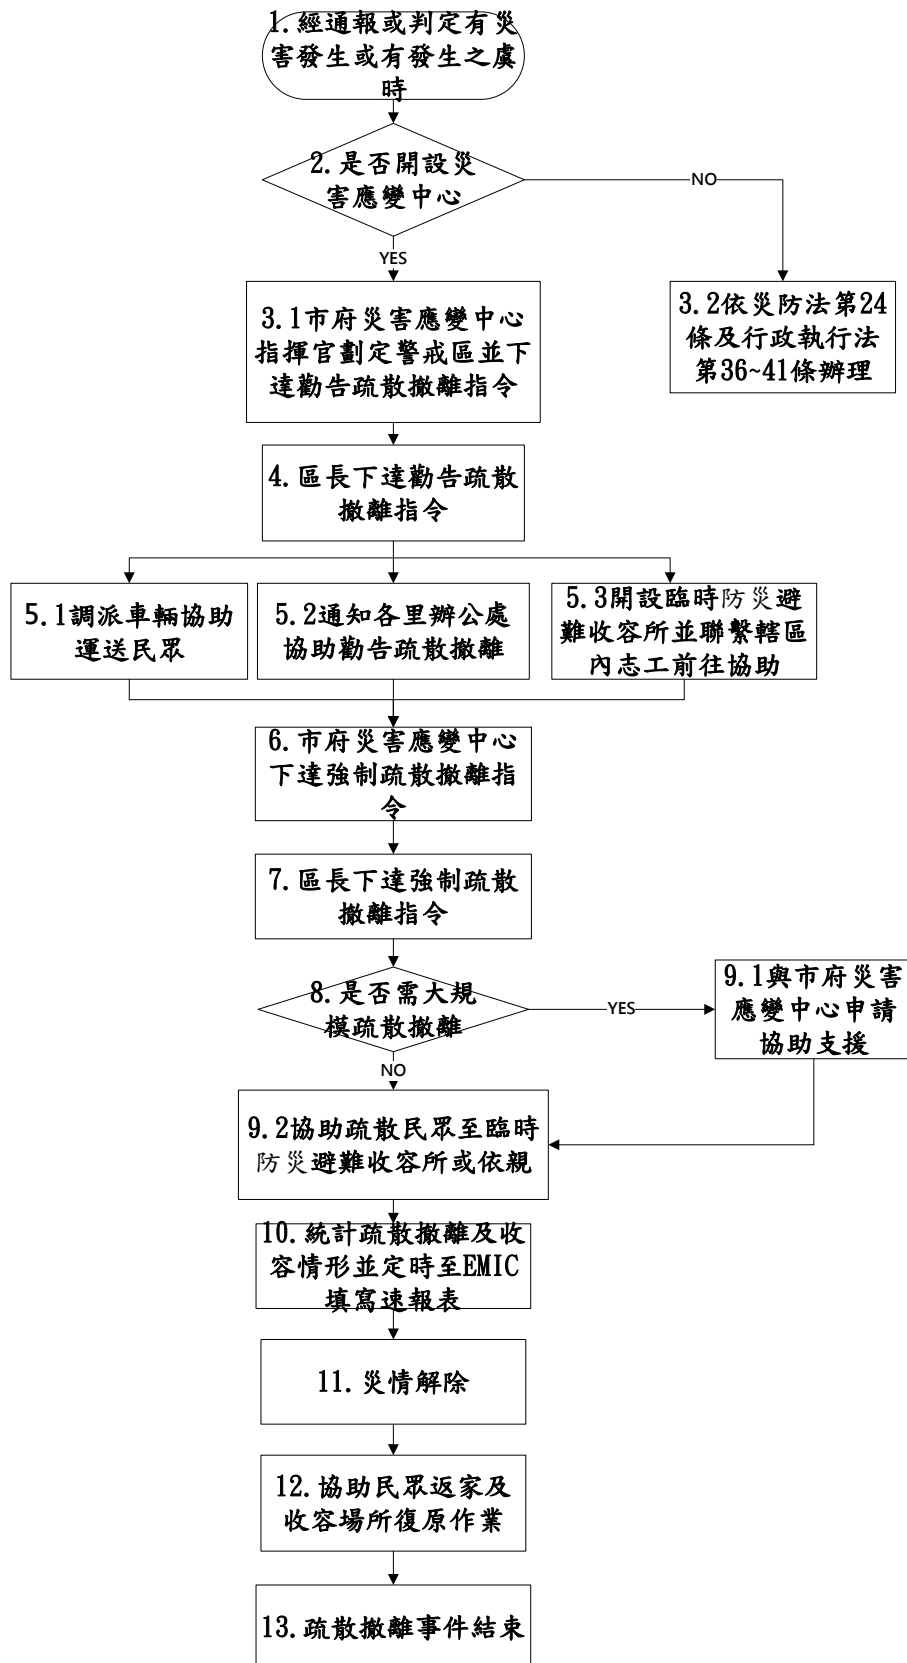 1.經通報或判定有災
害發生或有發生之虞
時
2.是否開設災
害應變中心
NO
YES
3.1市府災害應變中心
指揮官劃定警戒區並下
達勸告疏散撤離指令
3.2依災防法第24
條及行政執行法
第36~41條辦理
4.區長下達勸告疏散
撤離指令
5.1調派車輛協助
運送民眾
5.2通知各里辦公處
協助勸告疏散撤離
5.3開設臨時防災避
難收容所並聯繫轄區
內志工前往協助
6.市府災害應變中心
下達強制疏散撤離指
令
7.區長下達強制疏散
撤離指令
8.是否需大規
模疏散撤離
YES
9.1與市府災害
應變中心申請
協助支援
NO
9.2協助疏散民眾至臨時
防災避難收容所或依親
10.統計疏散撤離及收
容情形並定時至EMIC
填寫速報表
11.災情解除
12.協助民眾返家及
收容場所復原作業
13.疏散撤離事件結束